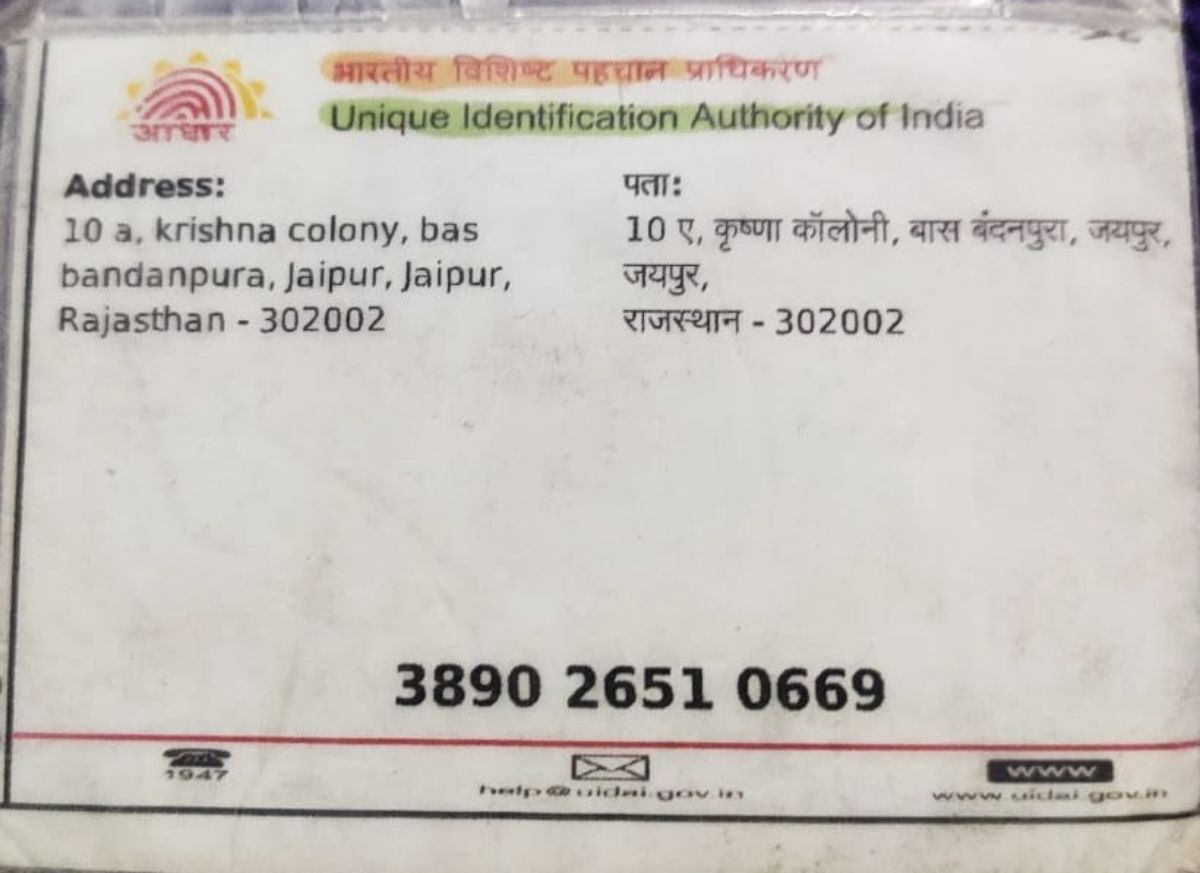 आधार
भारतीय विशिष्ट पहचान प्राधिकरण
Unique Identification Authority of India
Address:
10 a, krishna colony, bas
bandanpura, Jaipur, Jaipur,
Rajasthan - 302002
पता:
10 ए, कृष्णा कॉलोनी, बास बंदनपुरा, जयपुर,
जयपुर,
राजस्थान - 302002
3890 2651 0669
1947
help@uidai.gov.in
www
www.uidai.gov.in